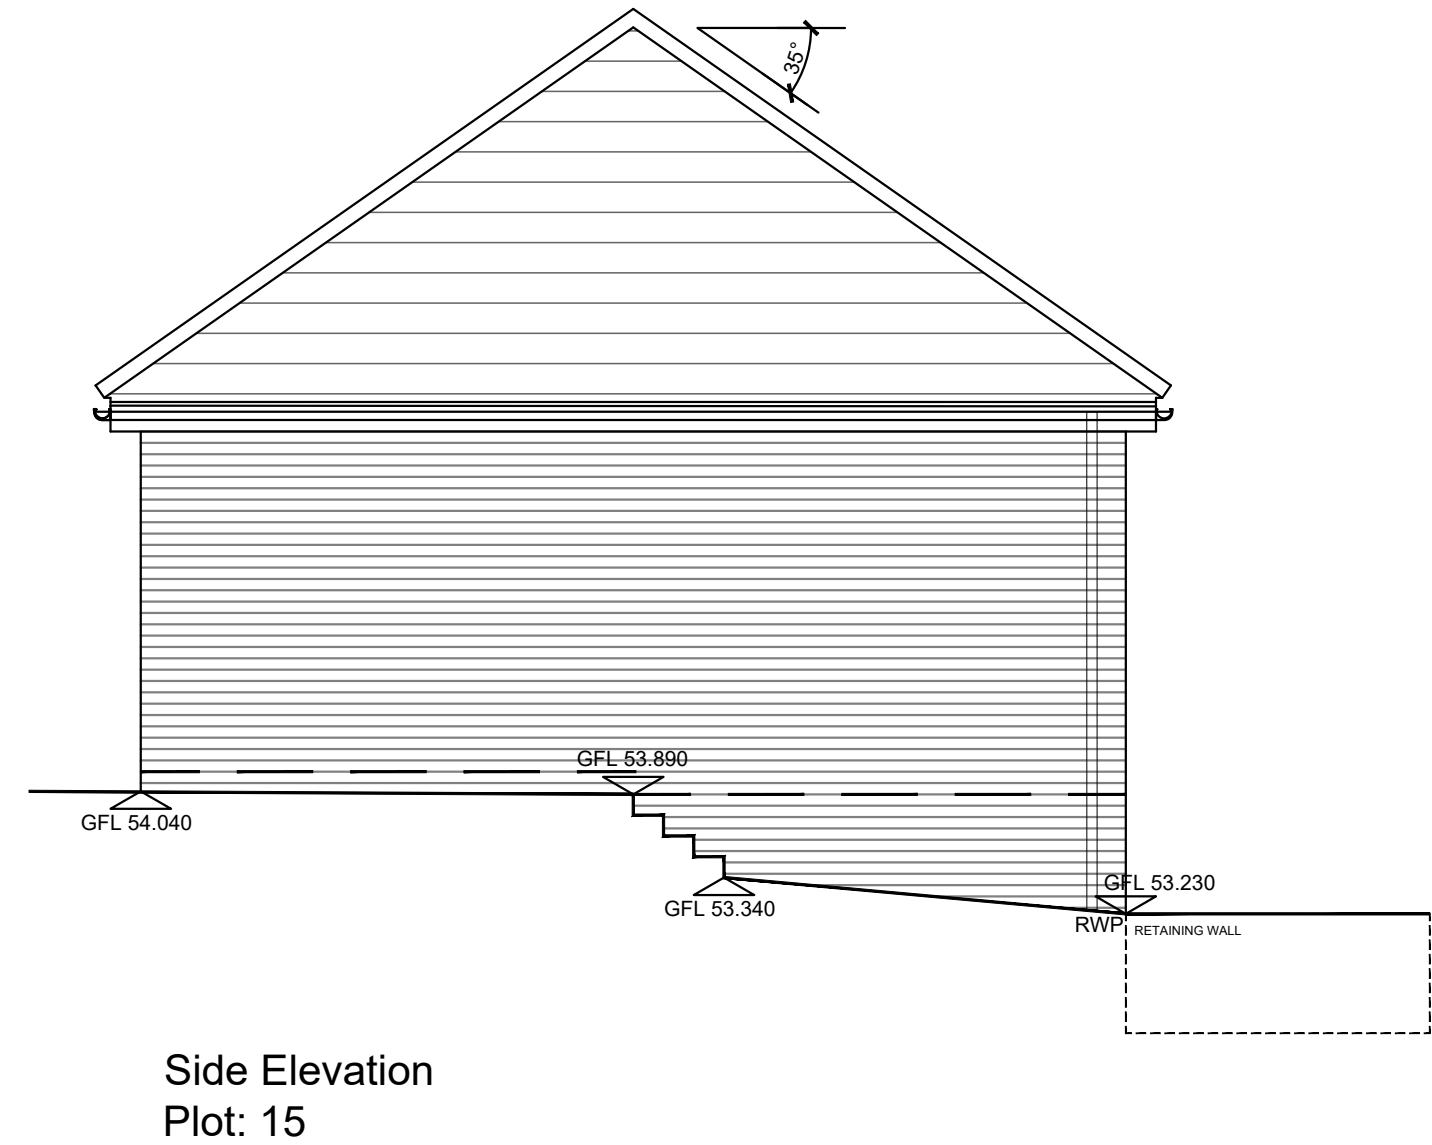 35°
GFL 53.890
GFL 54.040
GFL 53.230
GFL 53.340
RWP
RETAINING WALL
Side Elevation
Plot: 15